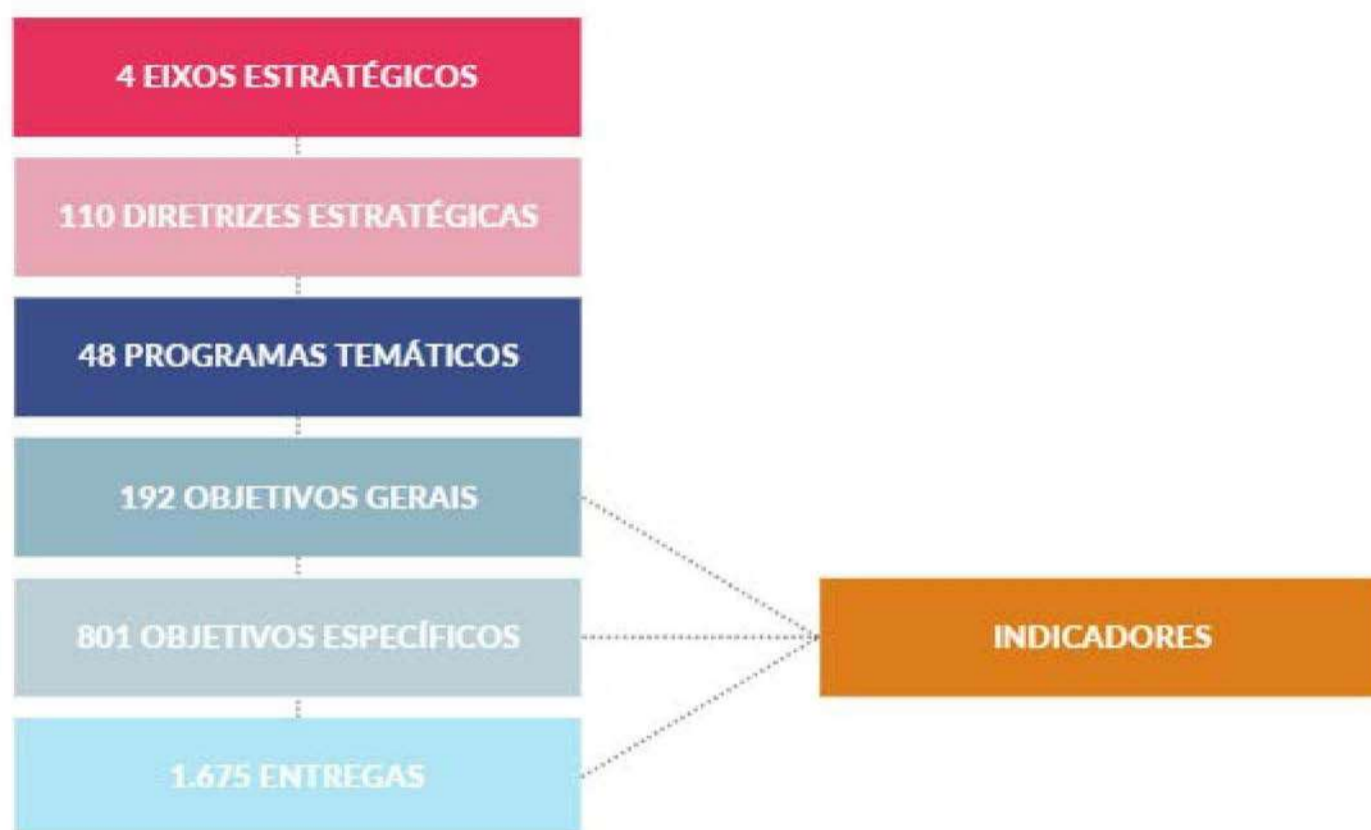 4 EIXOS ESTRATÉGICOS
110 DIRETRIZES ESTRATÉGICAS
48 PROGRAMAS TEMÁTICOS
192 OBJETIVOS GERAIS
801 OBJETIVOS ESPECÍFICOS
INDICADORES
1.675 ENTREGAS